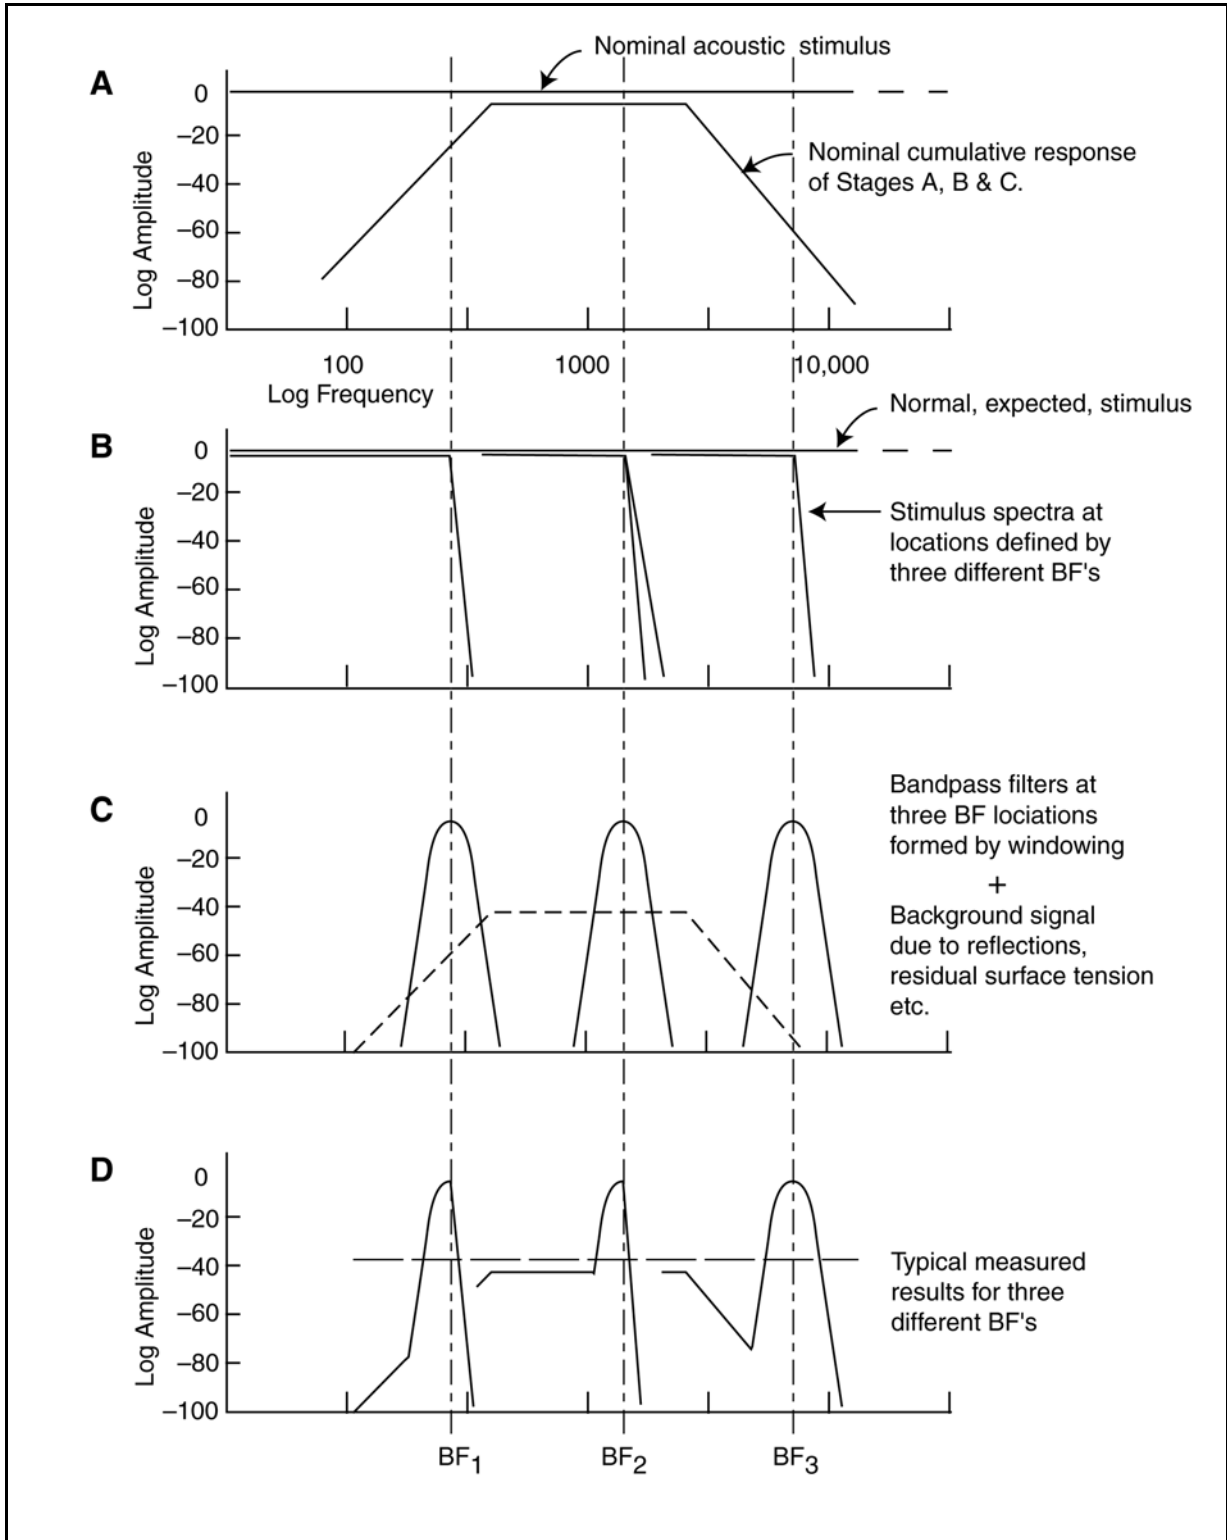 Nominal acoustic stimulus
A
0
–20
–40
–60
–80
–100
Log Amplitude
Nominal cumulative response
of Stages A, B & C.
100
1000
10,000
Log Frequency
Normal, expected, stimulus
B
0
–20
–40
–60
–80
–100
Log Amplitude
Stimulus spectra at
locations defined by
three different BF's
C
0
–20
–40
–60
–80
–100
Log Amplitude
Bandpass filters at
three BF lociations
formed by windowing
+
Background signal
due to reflections,
residual surface tension
etc.
D
0
–20
–40
–60
–80
–100
Log Amplitude
Typical measured
results for three
different BF's
BF1
BF2
BF3